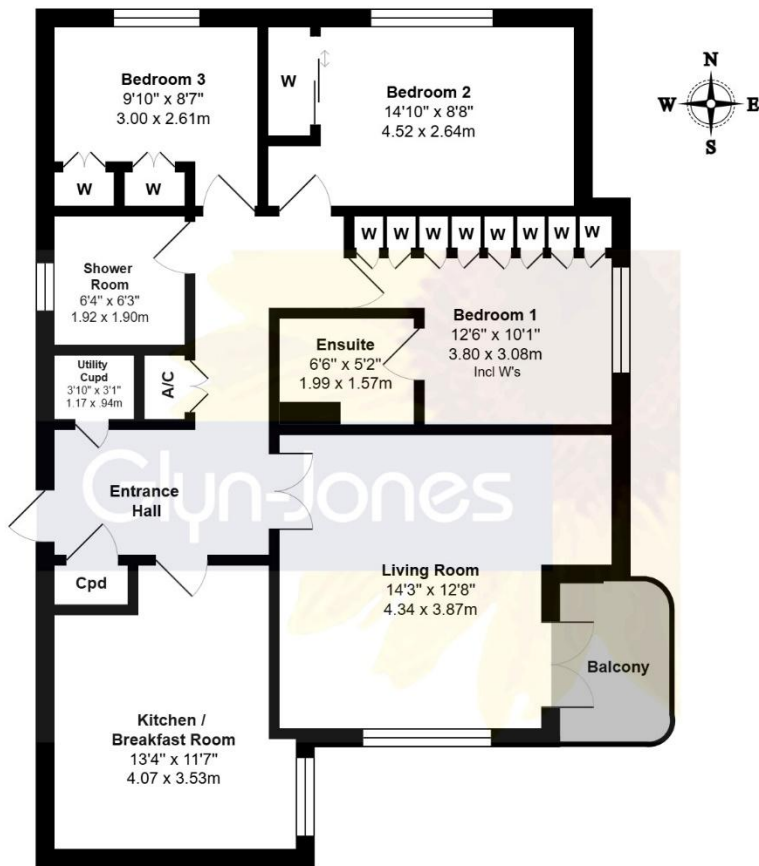 Bedroom 3
9'10" x 8'7"
3.00 x 2.61m
W
Bedroom 2
14'10" x 8'8"
4.52 x 2.64m
N
W
E
S
W
W
W
W
W
W
W
W
W
W
Shower
Room
6'4" x 6'3"
1.92 x 1.90m
Bedroom 1
12'6" x 10'1"
3.80 x 3.08m
Incl W's
Ensuite
6'6" x 5'2"
1.99 x 1.57m
Utility
Cupd
3'10" x 3'1"
1.17 x .94m
A/C
Glyn-Jones
Entrance
Hall
Cpd
Living Room
14'3" x 12'8"
4.34 x 3.87m
Balcony
Kitchen /
Breakfast Room
13'4" x 11'7"
4.07 x 3.53m